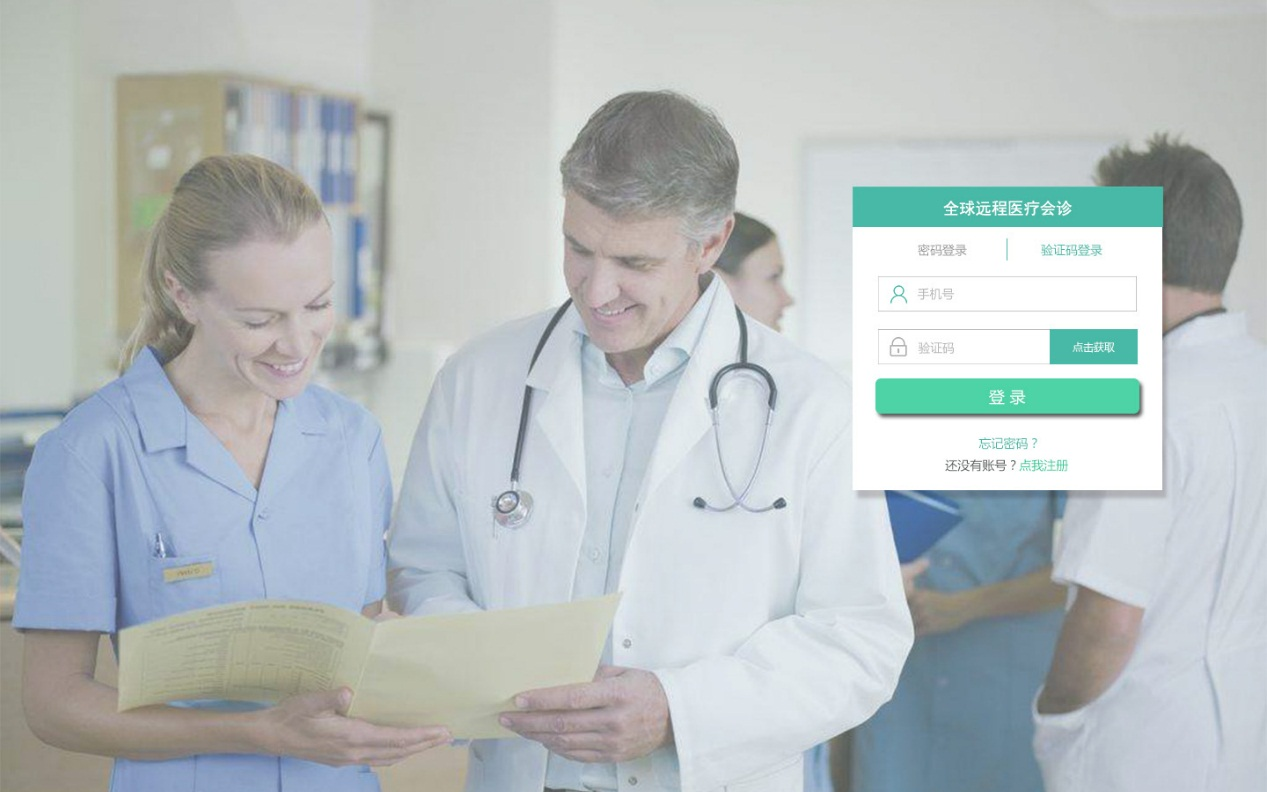 全球远程医疗会诊
密码登录 验证码登录
手机号
验证码 点击获取
登 录
忘记密码？
还没有账号？点我注册